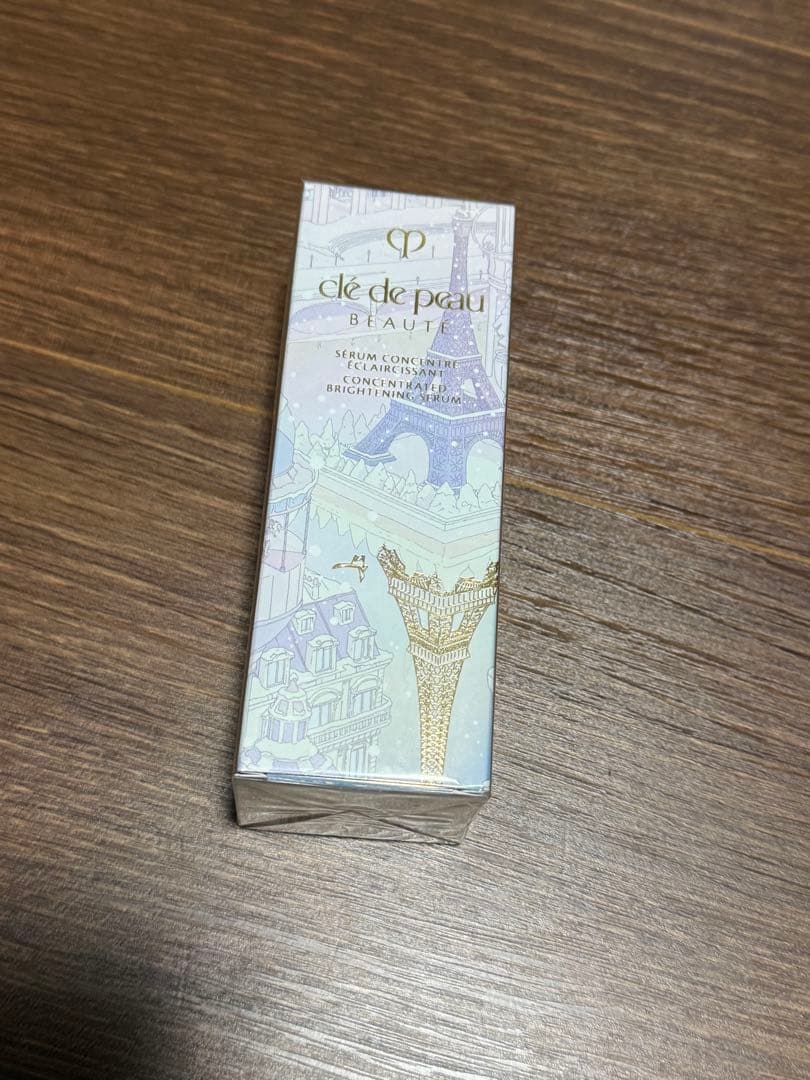 clé de peau
BEAUTÉ
SÉRUM CONCENTRÉ
ÉCLAIRCISSANT
CONCENTRATED
BRIGHTENING SERUM